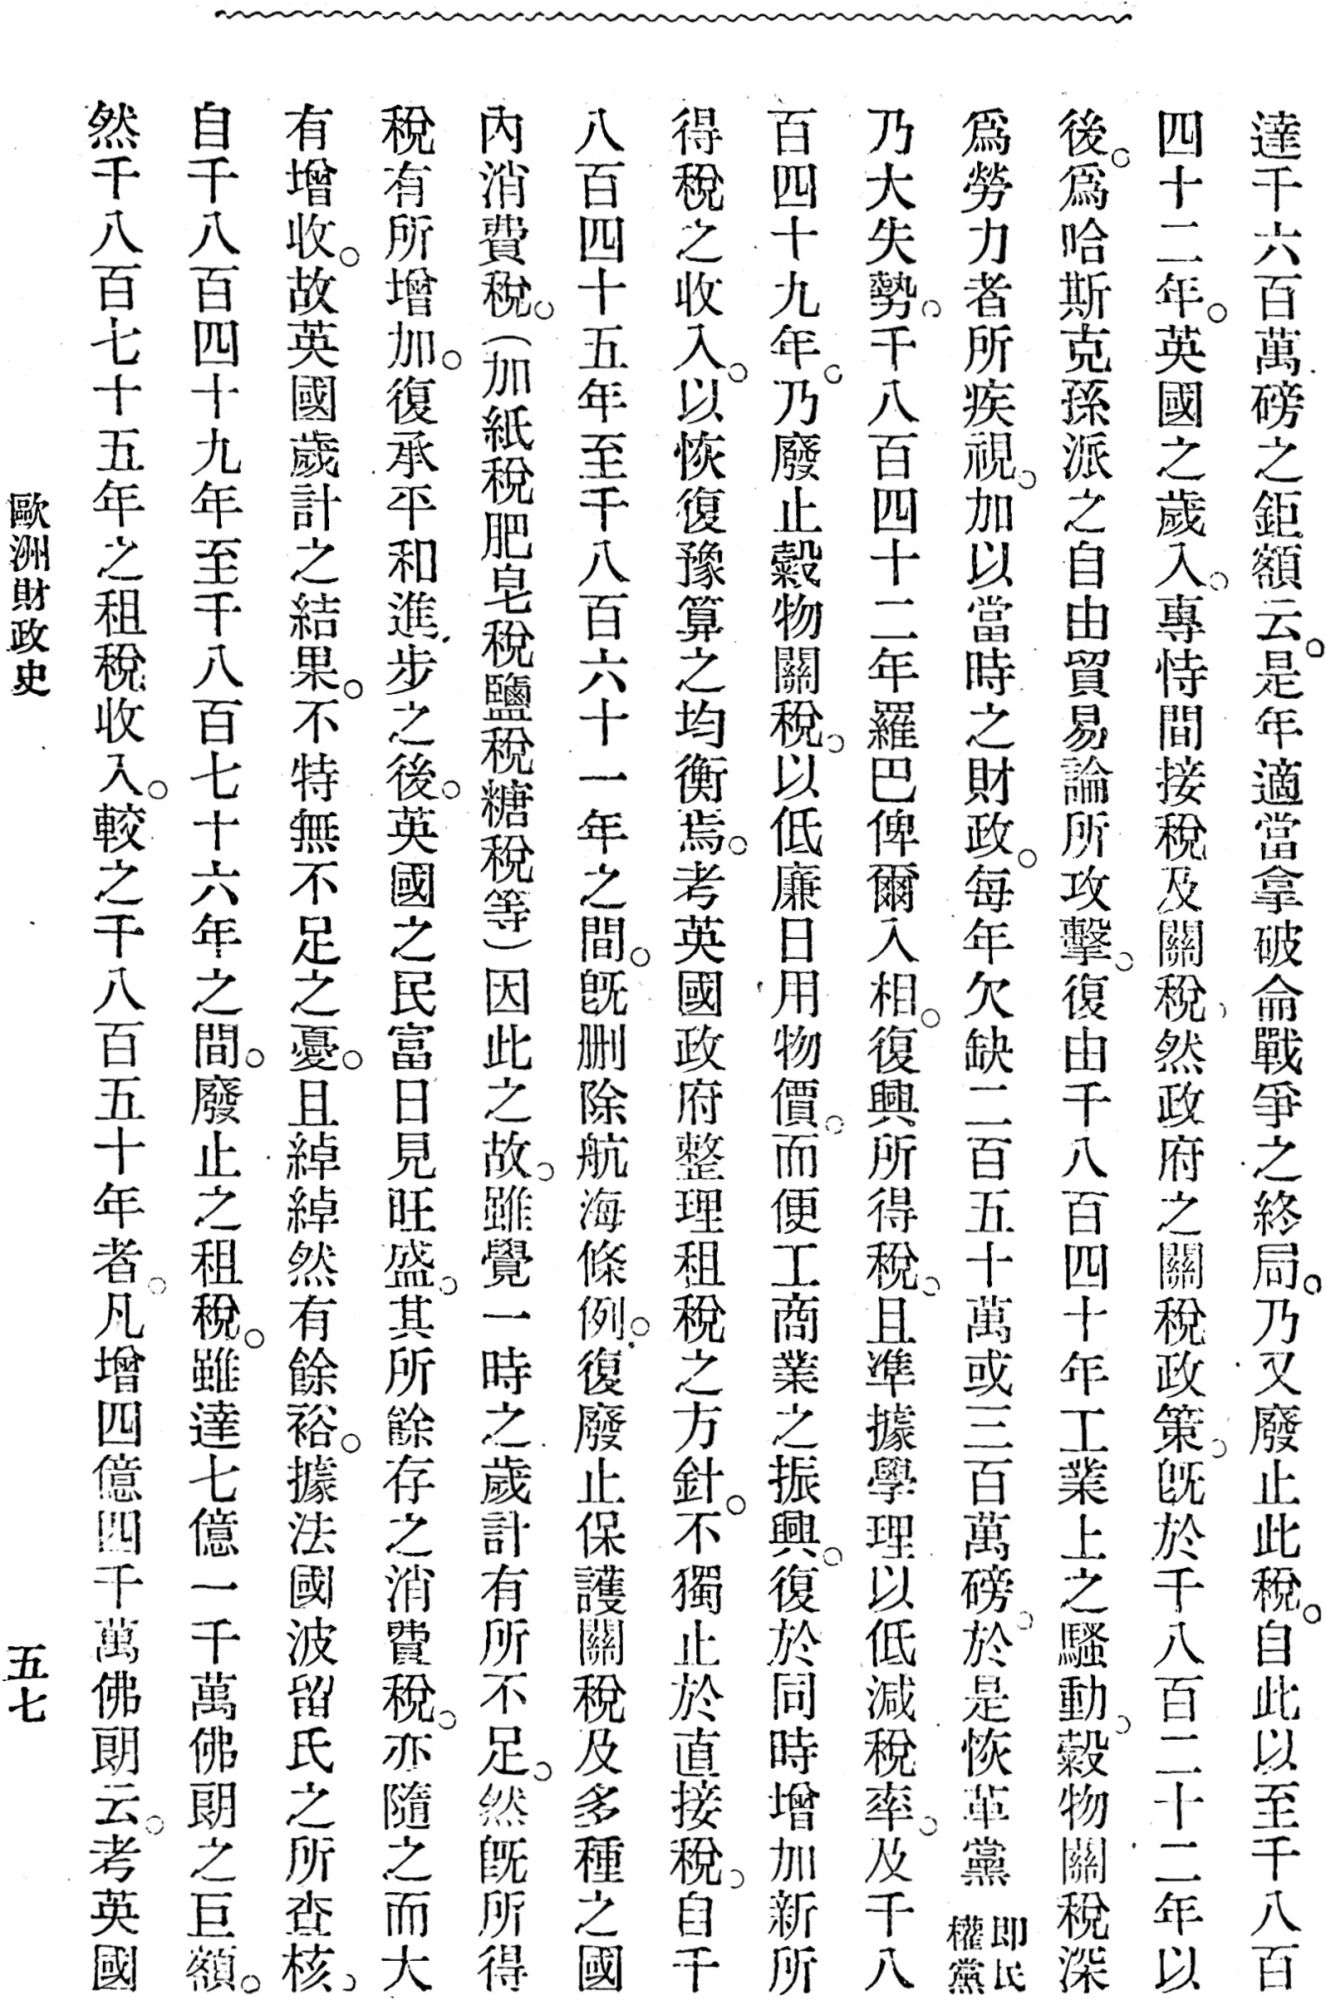 達千六百萬磅之鉅額云。是年適當拿破侖戰爭之終局。乃又廢止此稅。自此以至千八百
四十二年。英國之歲入。專恃間接稅及關稅、然政府之關稅政策。旣於千八百二十二年以
後。爲哈斯克孫派之自由貿易論所攻擊。復由千八百四十年工業上之騷動。穀物關稅深
爲勞力者所疾視。加以當時之財政。每年欠缺二百五十萬或三百萬磅。於是恢革黨即民權黨
乃大失勢。千八百四十二年羅巴俾爾入相。復興所得稅。且準據學理以低減稅率。及千八
百四十九年。乃廢止穀物關稅。以低廉日用物價。而便工商業之振興。復於同時增加新所
得稅之收入。以恢復豫算之均衡焉。考英國政府整理租稅之方針。不獨止於直接稅。自千
八百四十五年至千八百六十一年之間。旣刪除航海條例。復廢止保護關稅及多種之國
內消費稅。(加紙稅肥皂稅鹽稅糖稅等)因此之故。雖覺一時之歲計有所不足。然旣所得
稅有所增加。復承平和進步之後。英國之民富日見旺盛。其所餘存之消費稅。亦隨之而大
有增收。故英國歲計之結果。不特無不足之憂。且綽綽然有餘裕。據法國波留氏之所查核、
自千八百四十九年至千八百七十六年之間。廢止之租稅。雖達七億一千萬佛郎之巨額。
然千八百七十五年之租稅收入。較之千八百五十年者。凡增四億四千萬佛郎云。考英國
歐洲財政史
五七